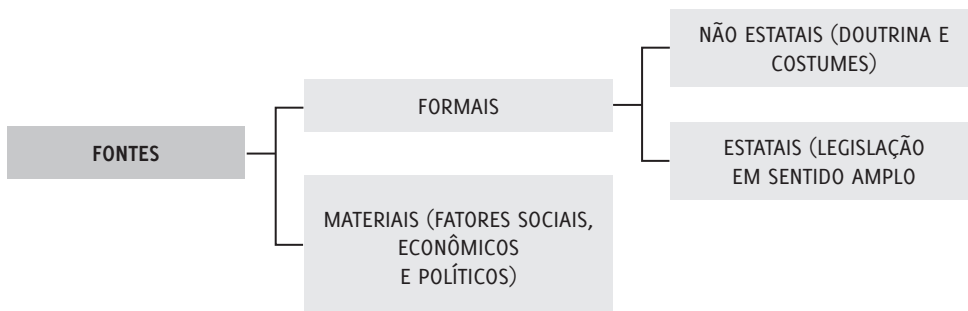 FONTES
FORMAIS
MATERIAIS (FATORES SOCIAIS,
ECONÔMICOS
E POLÍTICOS)
NÃO ESTATAIS (DOUTRINA E
COSTUMES)
ESTATAIS (LEGISLAÇÃO
EM SENTIDO AMPLO